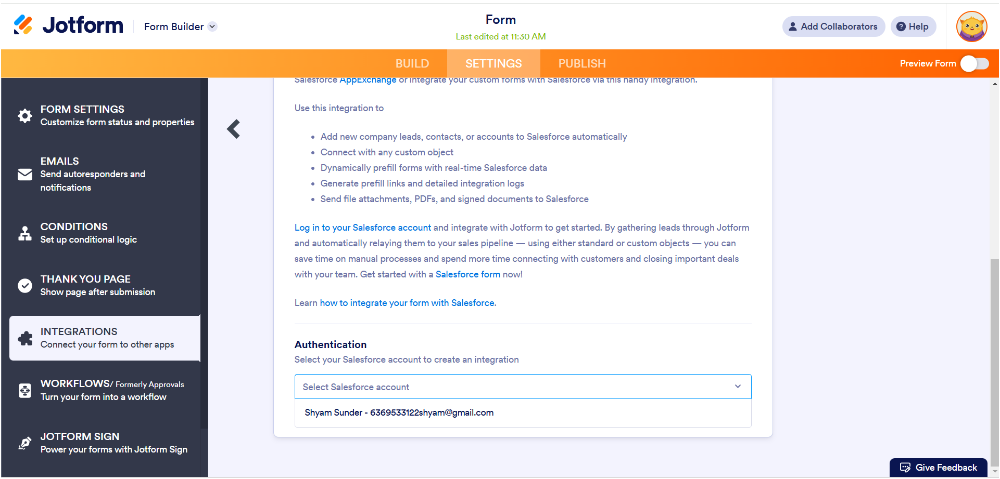 Jotform
Form Builder
Form
Last edited at 11:30 AM
Add Collaborators
Help
BUILD
SETTINGS
PUBLISH
Preview Form
FORM SETTINGS
Customize form status and properties
EMAILS
Send autoresponders and
notifications
CONDITIONS
Set up conditional logic
THANK YOU PAGE
Show page after submission
INTEGRATIONS
Connect your form to other apps
WORKFLOWS/ Formerly Approvals
Turn your form into a workflow
JOTFORM SIGN
Power your forms with Jotform Sign
Salesforce AppExchange or integrate your custom forms with Salesforce via this handy integration.
Use this integration to
• Add new company leads, contacts, or accounts to Salesforce automatically
• Connect with any custom object
• Dynamically prefill forms with real-time Salesforce data
• Generate prefill links and detailed integration logs
• Send file attachments, PDFs, and signed documents to Salesforce
Log in to your Salesforce account and integrate with Jotform to get started. By gathering leads through Jotform
and automatically relaying them to your sales pipeline — using either standard or custom objects — you can
save time on manual processes and spend more time connecting with customers and closing important deals
with your team. Get started with a Salesforce form now!
Learn how to integrate your form with Salesforce.
Authentication
Select your Salesforce account to create an integration
Select Salesforce account
Shyam Sunder - 6369533122shyam@gmail.com
Give Feedback